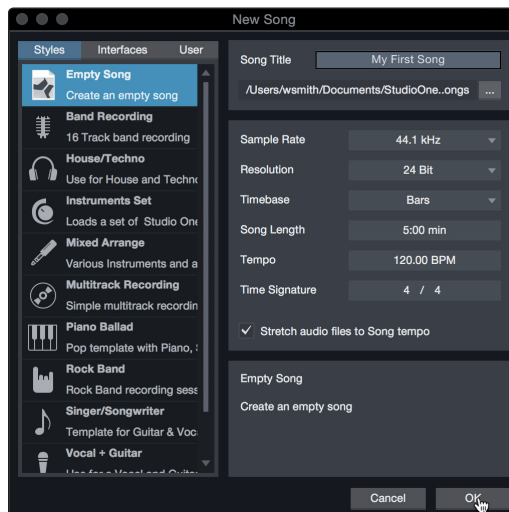 New Song
Styles Interfaces User
Empty Song
Create an empty song
Band Recording
16 Track band recording
House/Techno
Use for House and Techno
Instruments Set
Loads a set of Studio One
Mixed Arrange
Various Instruments and a
Multitrack Recording
Simple multitrack recordin
Piano Ballad
Pop template with Piano,
Rock Band
Rock Band recording sess
Singer/Songwriter
Template for Guitar & Voc
Vocal + Guitar
Song Title My First Song
/Users/wsmith/Documents/StudioOne..ongs ...
Sample Rate 44.1 kHz
Resolution 24 Bit
Timebase Bars
Song Length 5:00 min
Tempo 120.00 BPM
Time Signature 4 / 4
Stretch audio files to Song tempo
Empty Song
Create an empty song
Cancel OK